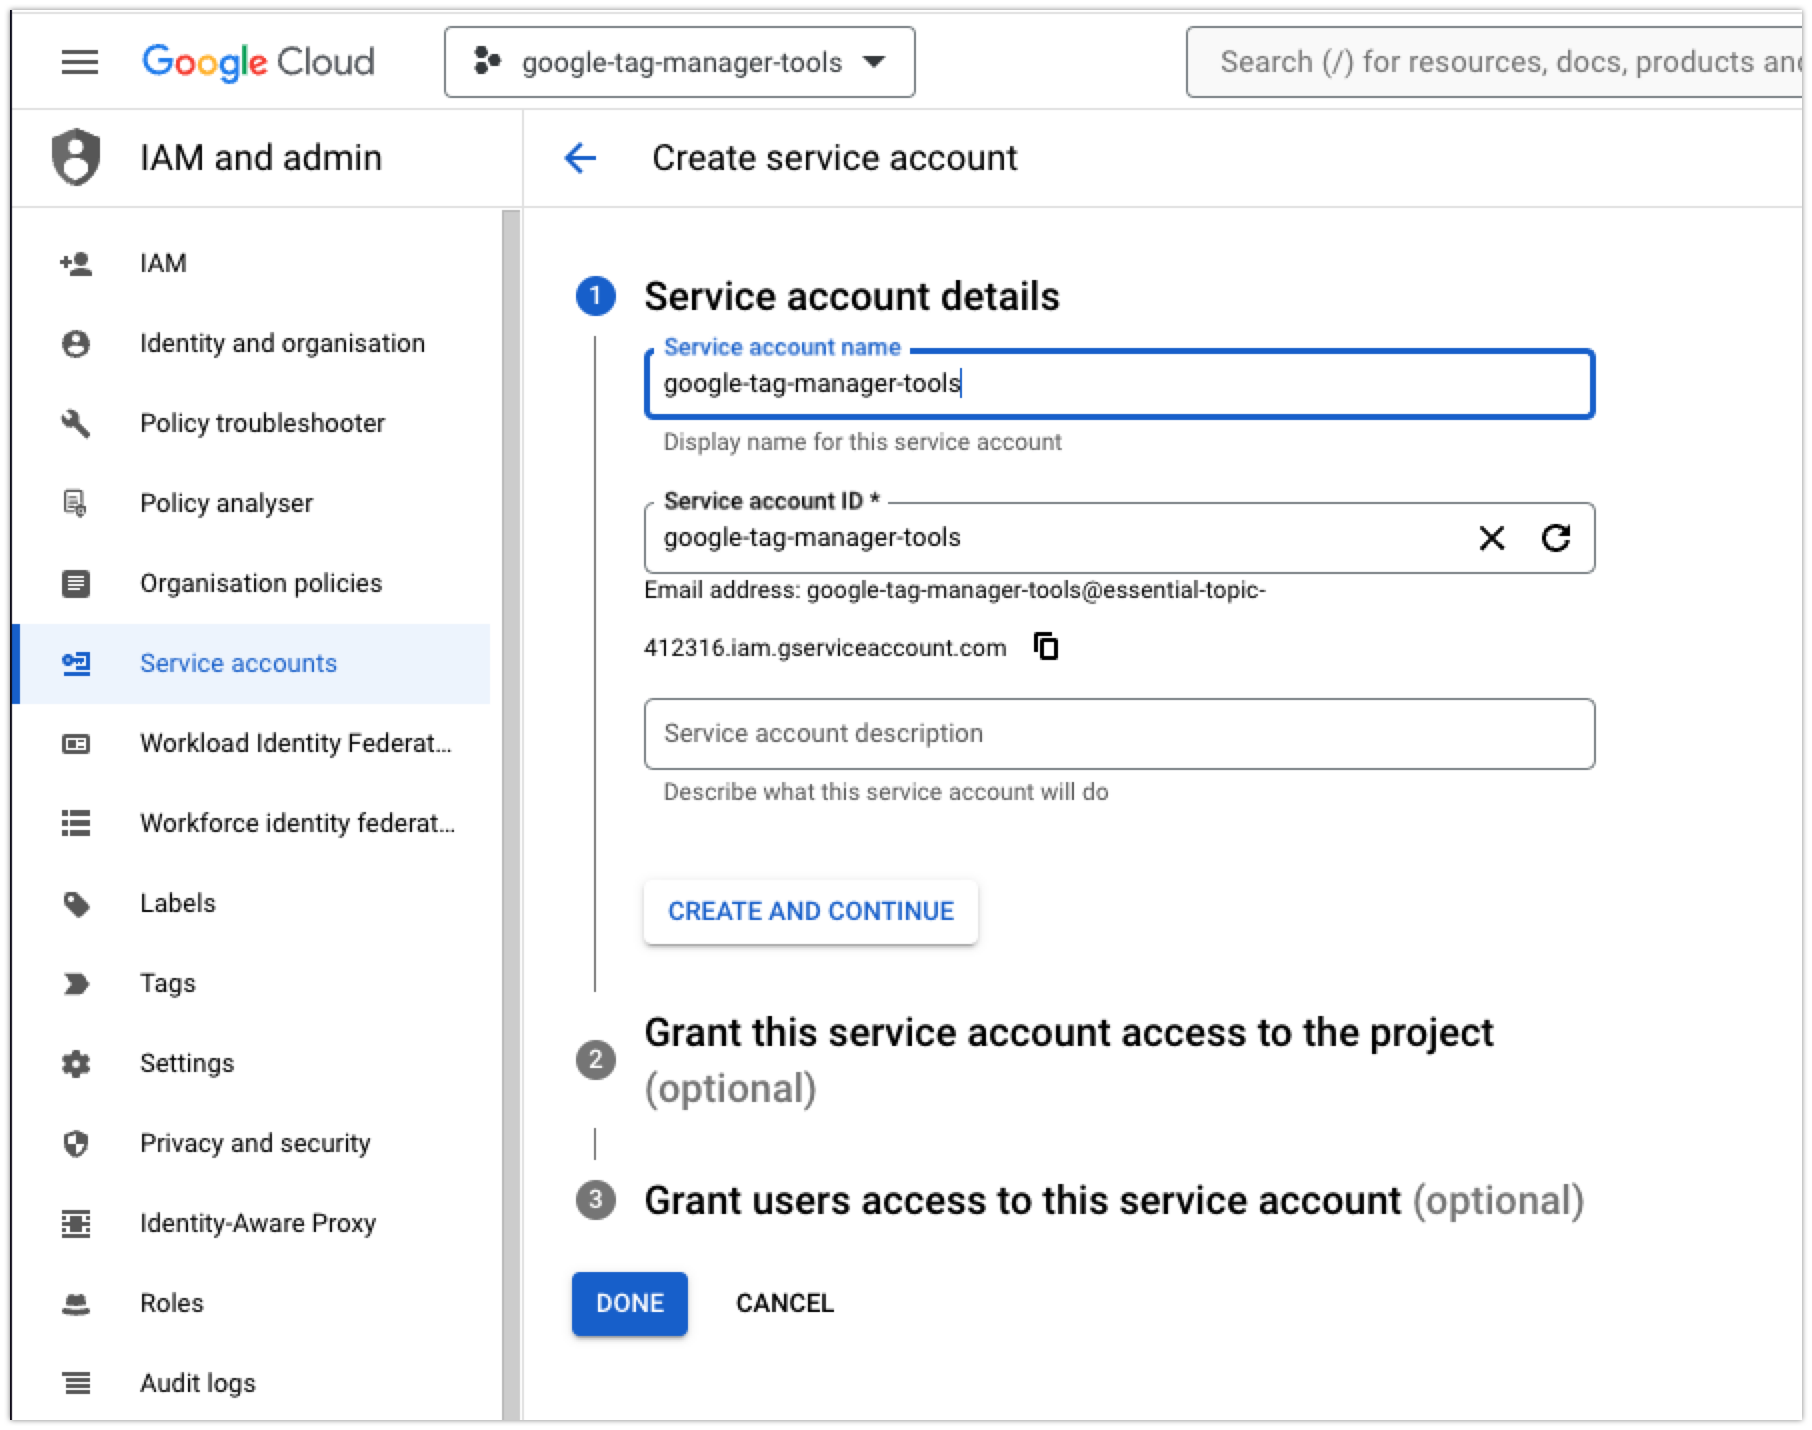 Google Cloud
google-tag-manager-tools
Search (/) for resources, docs, products and
IAM and admin
Create service account
IAM
Identity and organisation
Policy troubleshooter
Policy analyser
Organisation policies
Service accounts
Workload Identity Federat...
Workforce identity federat...
Labels
Tags
Settings
Privacy and security
Identity-Aware Proxy
Roles
Audit logs
1 Service account details
Service account name
google-tag-manager-tools
Display name for this service account
Service account ID *
google-tag-manager-tools
Email address: google-tag-manager-tools@essential-topic-
412316.iam.gserviceaccount.com
Service account description
Describe what this service account will do
CREATE AND CONTINUE
2 Grant this service account access to the project
(optional)
3 Grant users access to this service account (optional)
DONE CANCEL